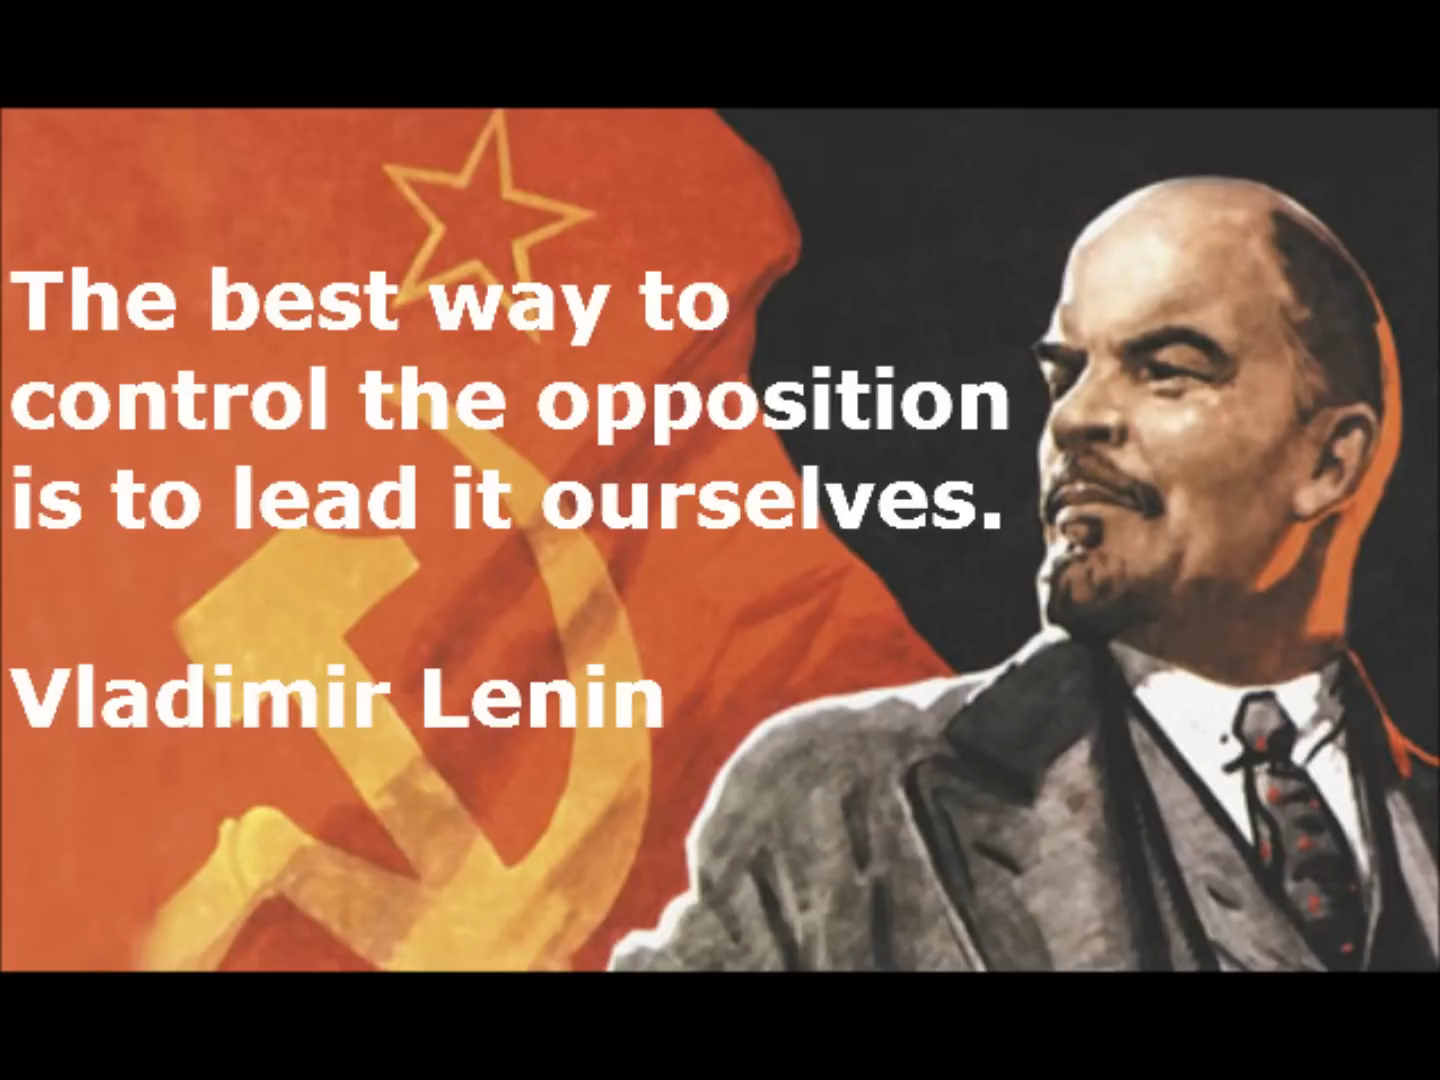 The best way to
control the opposition
is to lead it ourselves.
Vladimir Lenin